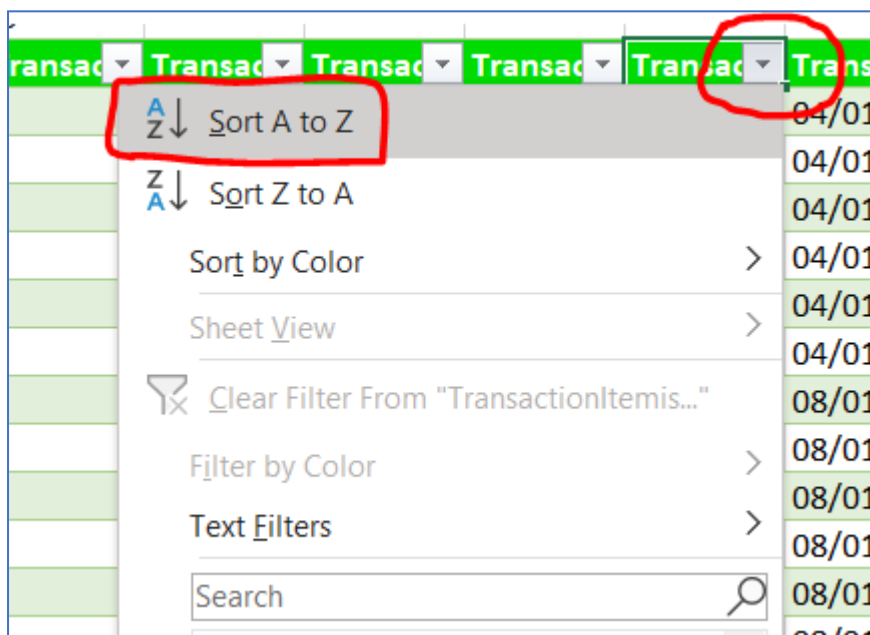 ransac Transac Transac Transac Transac Trans
Sort A to Z
Sort Z to A
Sort by Color
Sheet View
Clear Filter From "TransactionItemis..."
Filter by Color
Text Filters
Search
04/01
04/01
04/01
04/01
04/01
04/01
08/01
08/01
08/01
08/01
08/01